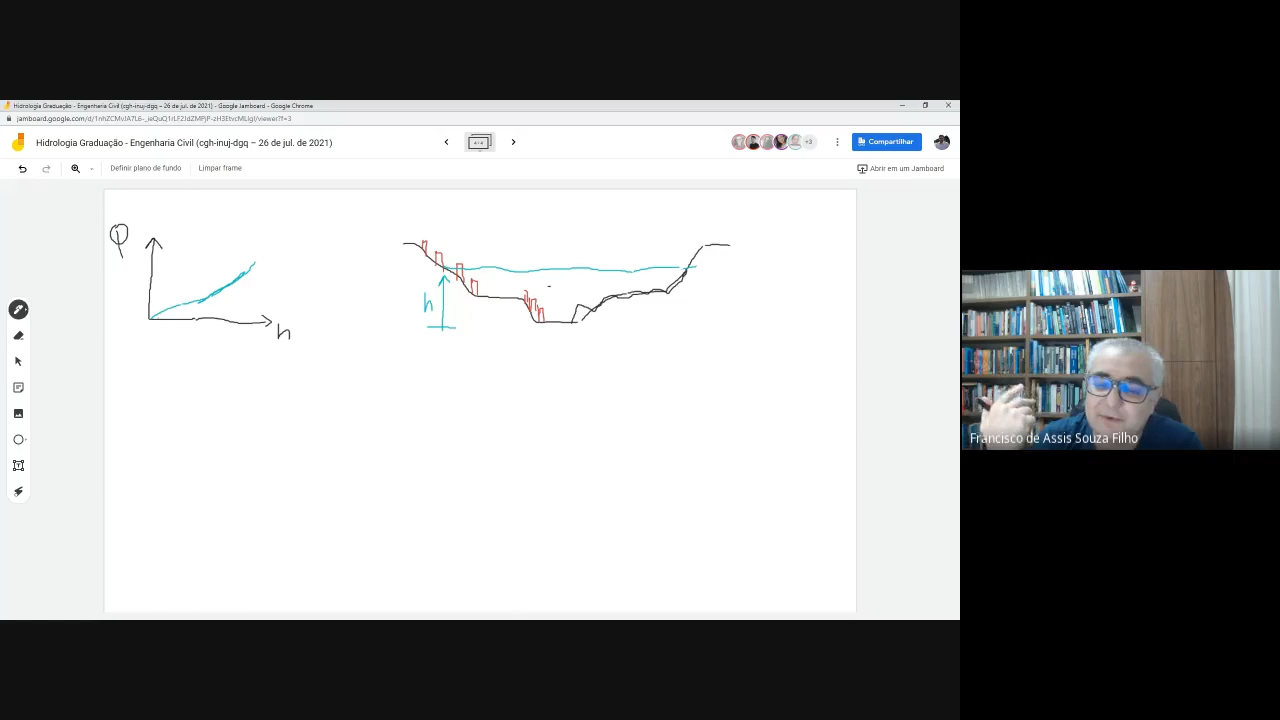 Hidrologia Graduação - Engenharia Civil (cgh-inuj-dgq – 26 de jul. de 2021) - Google Jamboard - Google Chrome
Hidrologia Graduação - Engenharia Civil (cgh-inuj-dgq – 26 de jul. de 2021)
+3
Compartilhar
Definir plano de fundo
Limpar frame
Abrir em um Jamboard
Q
h
h
Francisco de Assis Souza Filho